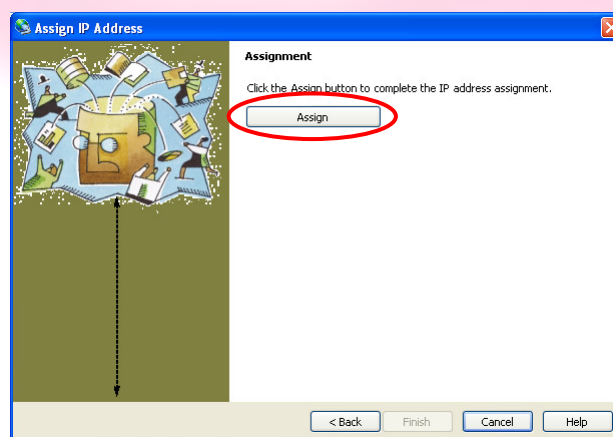 Assign IP Address
Assignment
Click the Assign button to complete the IP address assignment.
Assign
< Back Finish Cancel Help